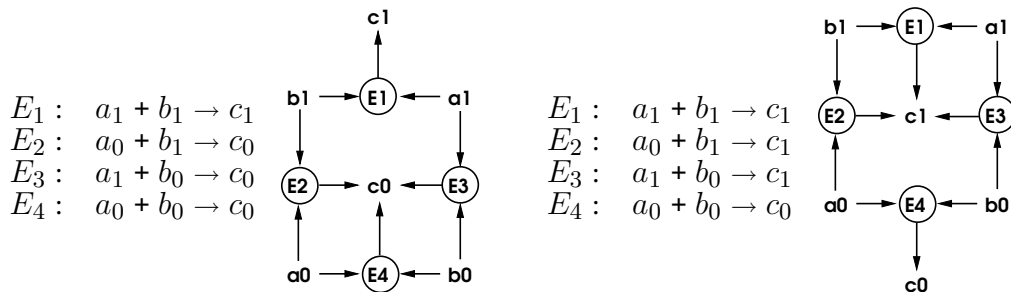 E₁ : a₁ + b₁ → c₁
E₂ : a₀ + b₁ → c₀
E₃ : a₁ + b₀ → c₀
E₄ : a₀ + b₀ → c₀
c1
b1 E1 a1
E2 c0 E3
a0 E4 b0
E₁ : a₁ + b₁ → c₁
E₂ : a₀ + b₁ → c₁
E₃ : a₁ + b₀ → c₁
E₄ : a₀ + b₀ → c₀
b1 E1 a1
E2 c1 E3
a0 E4 b0
c0